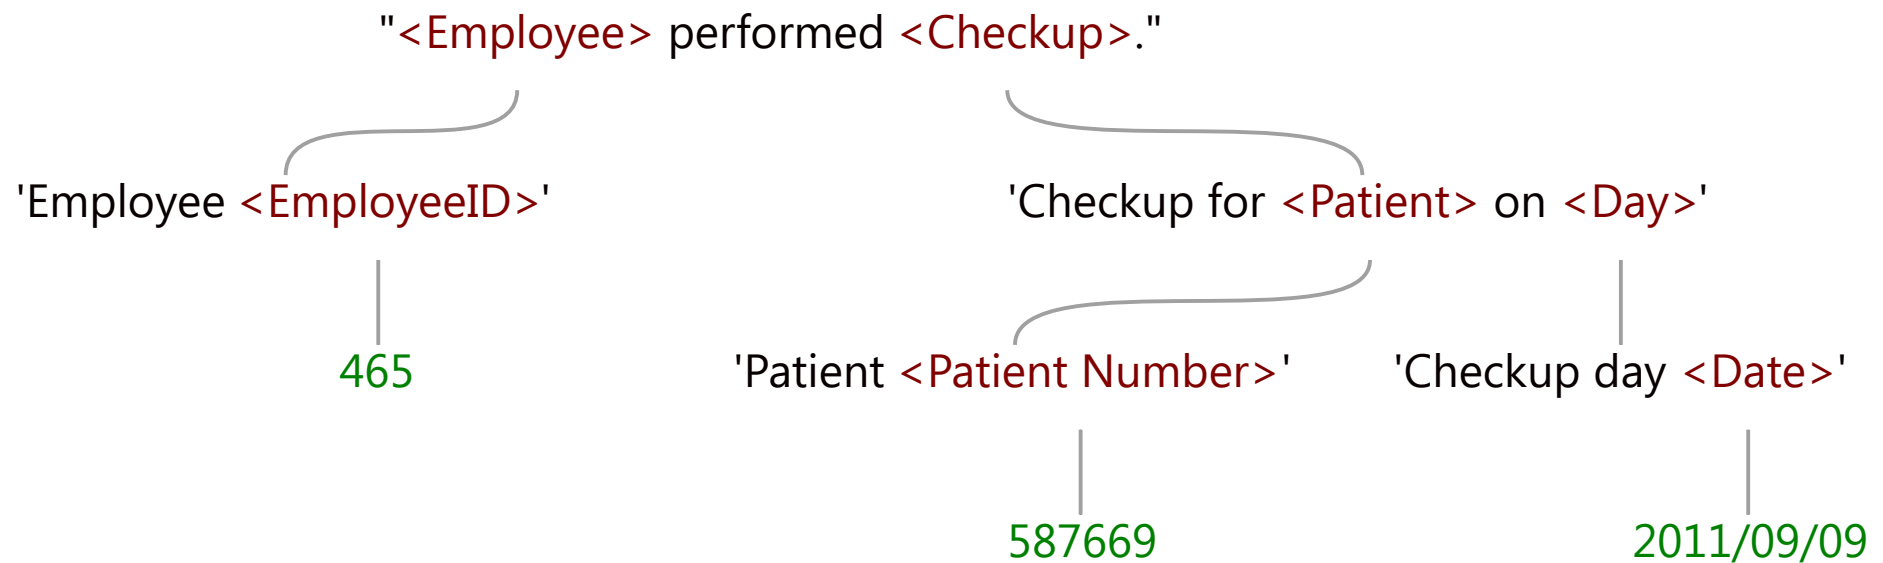 "<Employee> performed <Checkup>."
'Employee <EmployeeID>' 'Checkup for <Patient> on <Day>'
465 'Patient <Patient Number>' 'Checkup day <Date>'
587669 2011/09/09